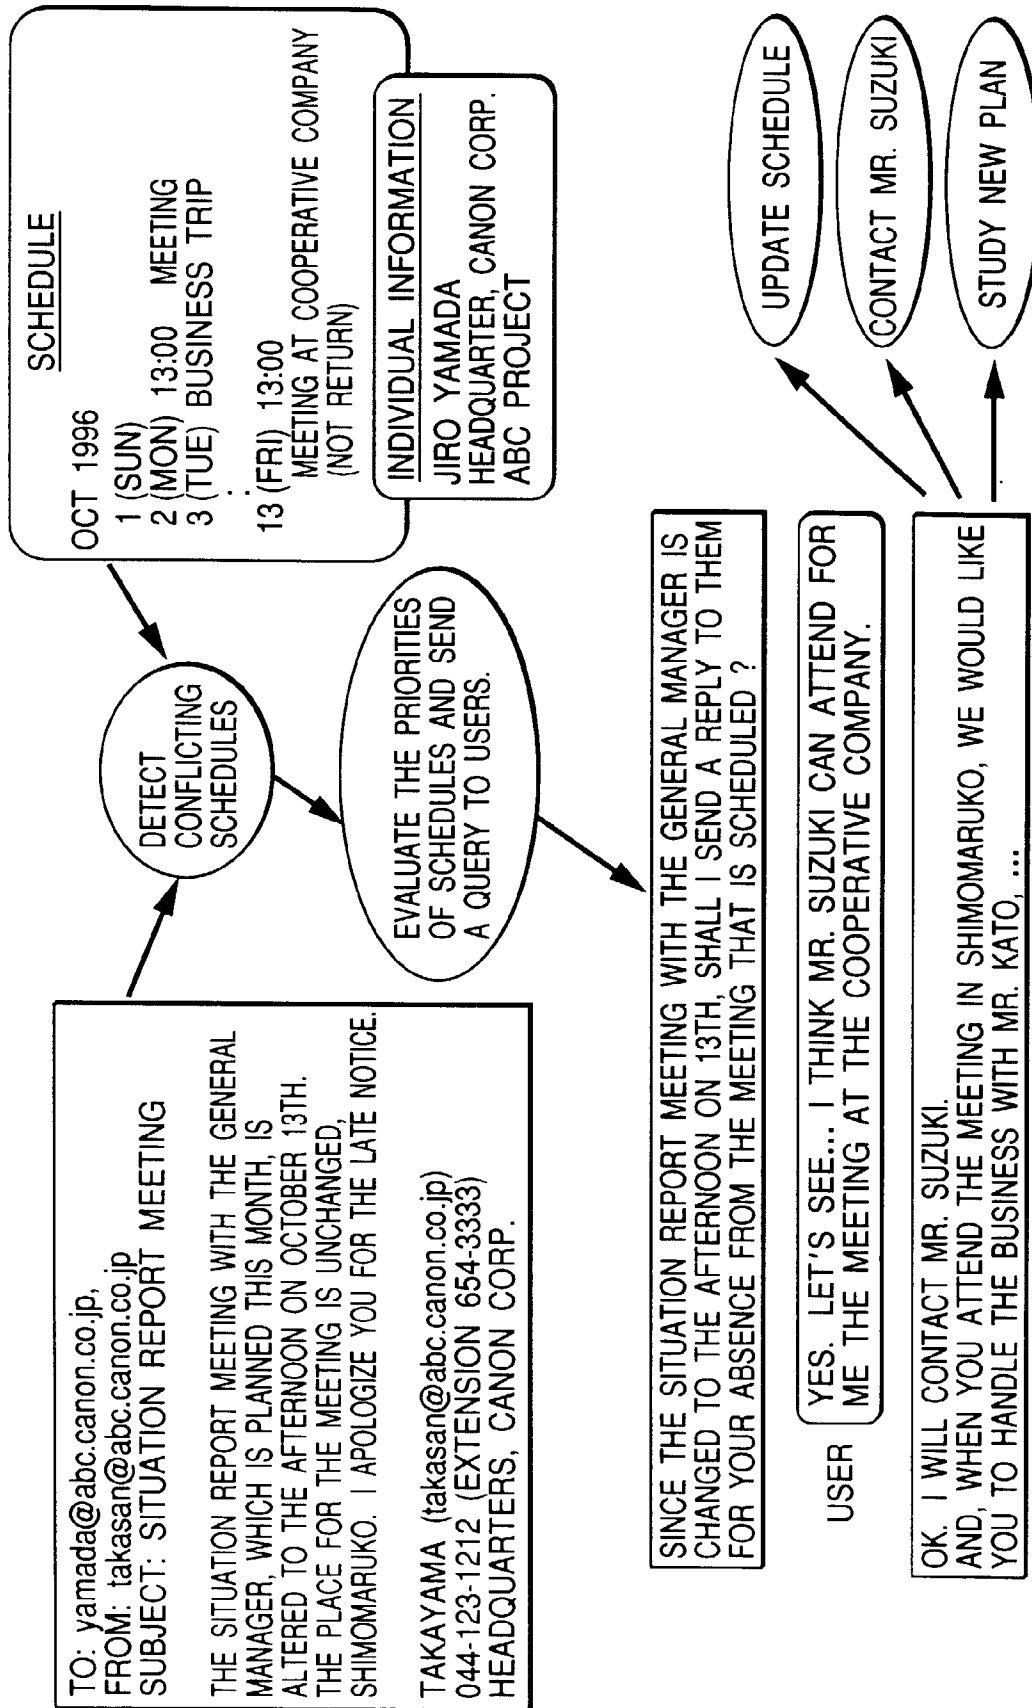 TO: yamada@abc.canon.co.jp,
FROM: takasan@abc.canon.co.jp
SUBJECT: SITUATION REPORT MEETING
THE SITUATION REPORT MEETING WITH THE GENERAL
MANAGER, WHICH IS PLANNED THIS MONTH, IS
ALTERED TO THE AFTERNOON ON OCTOBER 13TH.
THE PLACE FOR THE MEETING IS UNCHANGED,
SHIMOMARUKO. I APOLOGIZE YOU FOR THE LATE NOTICE.
TAKAYAMA (takasan@abc.canon.co.jp)
044-123-1212 (EXTENSION 654-3333)
HEADQUARTERS, CANON CORP.
DETECT
CONFLICTING
SCHEDULES
SCHEDULE
OCT 1996
1 (SUN)
2 (MON) 13:00 MEETING
3 (TUE) BUSINESS TRIP
:
13 (FRI) 13:00
MEETING AT COOPERATIVE COMPANY
(NOT RETURN)
INDIVIDUAL INFORMATION
JIRO YAMADA
HEADQUARTER, CANON CORP.
ABC PROJECT
EVALUATE THE PRIORITIES
OF SCHEDULES AND SEND
A QUERY TO USERS.
SINCE THE SITUATION REPORT MEETING WITH THE GENERAL MANAGER IS
CHANGED TO THE AFTERNOON ON 13TH, SHALL I SEND A REPLY TO THEM
FOR YOUR ABSENCE FROM THE MEETING THAT IS SCHEDULED ?
USER
YES. LET'S SEE... I THINK MR. SUZUKI CAN ATTEND FOR
ME THE MEETING AT THE COOPERATIVE COMPANY.
OK. I WILL CONTACT MR. SUZUKI.
AND, WHEN YOU ATTEND THE MEETING IN SHIMOMARUKO, WE WOULD LIKE
YOU TO HANDLE THE BUSINESS WITH MR. KATO, ...
UPDATE SCHEDULE
CONTACT MR. SUZUKI
STUDY NEW PLAN